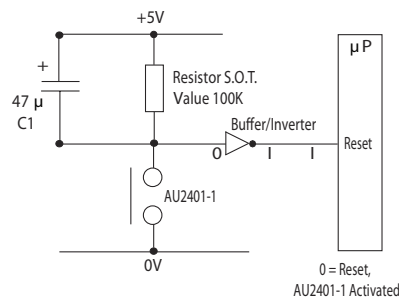 +5V
µP
+
Resistor S.O.T.
Value 100K
47 µ
C1
Buffer/Inverter
0
I
I
Reset
AU2401-1
0V
0 = Reset,
AU2401-1 Activated